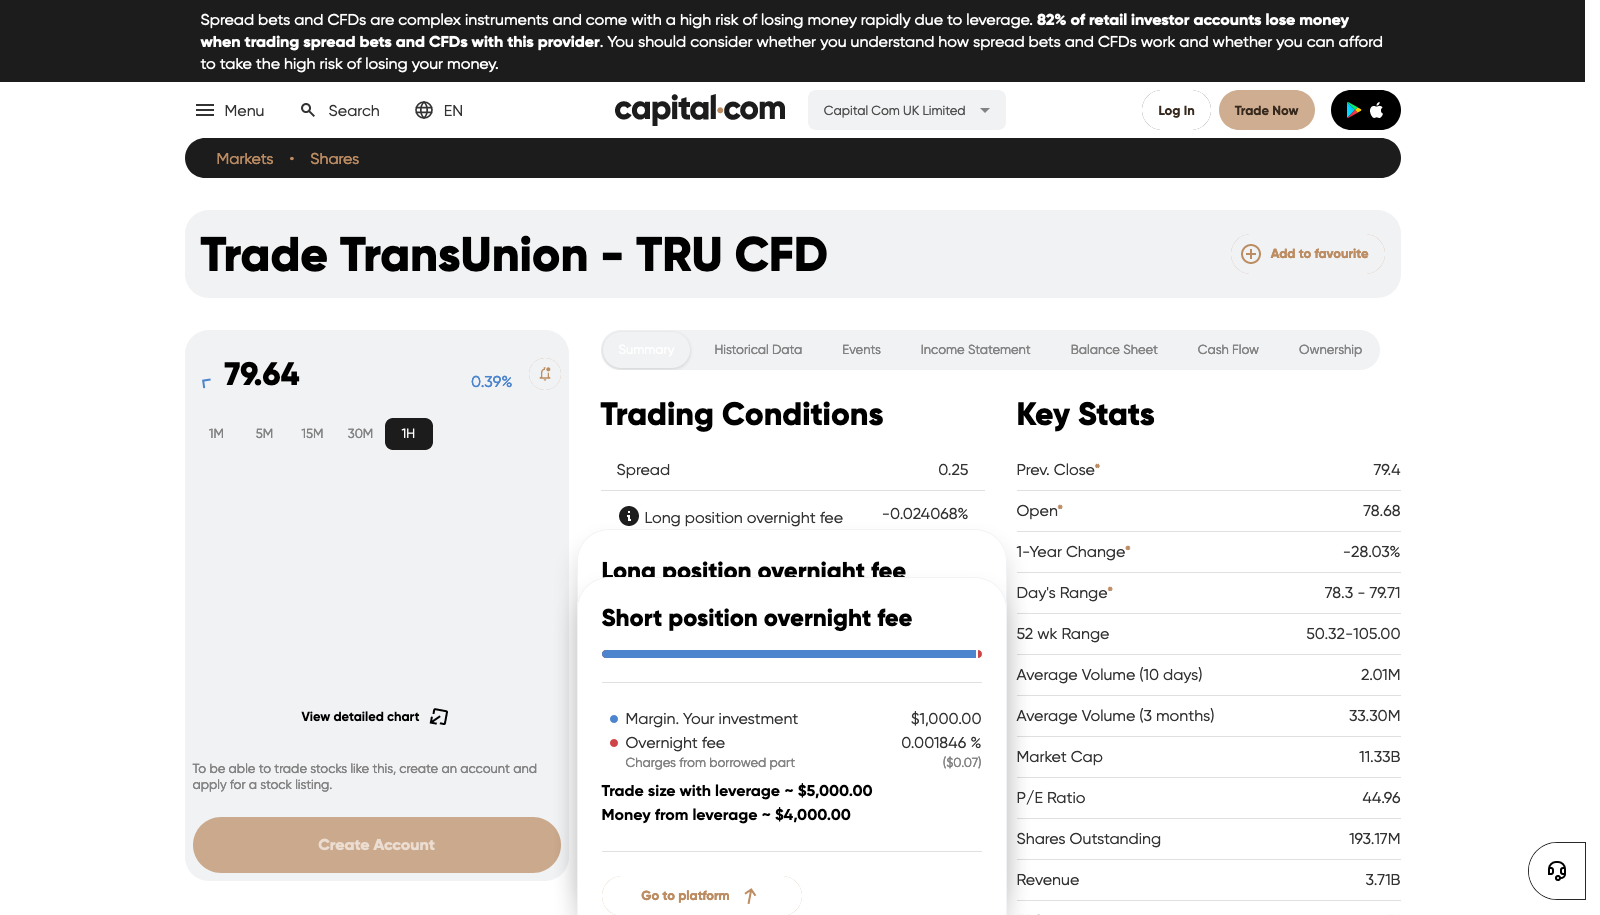 Spread bets and CFDs are complex instruments and come with a high risk of losing money rapidly due to leverage. 82% of retail investor accounts lose money
when trading spread bets and CFDs with this provider. You should consider whether you understand how spread bets and CFDs work and whether you can afford
to take the high risk of losing your money.
Menu
Search
EN
capital.com
Capital Com UK Limited
Log In
Trade Now
Markets • Shares
Trade TransUnion - TRU CFD
Add to favourite
79.64
0.39%
1M 5M 15M 30M 1H
View detailed chart
To be able to trade stocks like this, create an account and
apply for a stock listing.
Create Account
Summary Historical Data Events Income Statement Balance Sheet Cash Flow Ownership
Trading Conditions
Spread 0.25
Long position overnight fee -0.024068%
Long position overnight fee
Short position overnight fee
Margin. Your investment $1,000.00
Overnight fee 0.001846 %
Charges from borrowed part ($0.07)
Trade size with leverage ~ $5,000.00
Money from leverage ~ $4,000.00
Go to platform
Key Stats
Prev. Close* 79.4
Open* 78.68
1-Year Change* -28.03%
Day's Range* 78.3 - 79.71
52 wk Range 50.32-105.00
Average Volume (10 days) 2.01M
Average Volume (3 months) 33.30M
Market Cap 11.33B
P/E Ratio 44.96
Shares Outstanding 193.17M
Revenue 3.71B